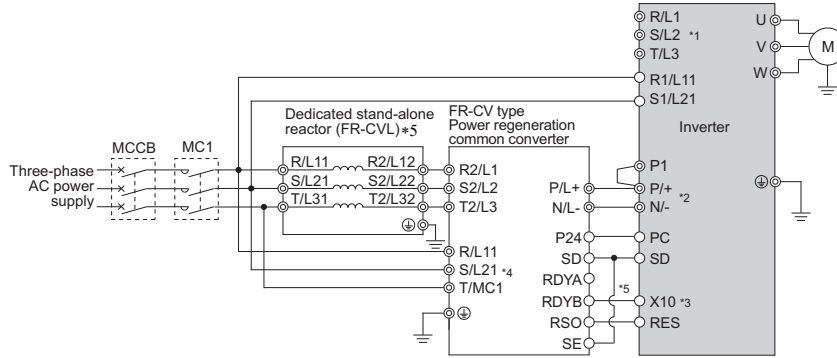 R/L1
S/L2 *1
T/L3
U
V
W
M
R1/L11
S1/L21
Inverter
Dedicated stand-alone
reactor (FR-CVL)*5
FR-CV type
Power regeneration
common converter
MCCB
MC1
Three-phase
AC power
supply
R/L11
R2/L12
S/L21
S2/L22
T/L31
T2/L32
R2/L1
S2/L2
T2/L3
P/L+
N/L-
P1
P/+
*2
N/-
P24
PC
SD
SD
R/L11
S/L21 *4
T/MC1
RDYA
RDYB
*5
X10 *3
RSO
RES
SE